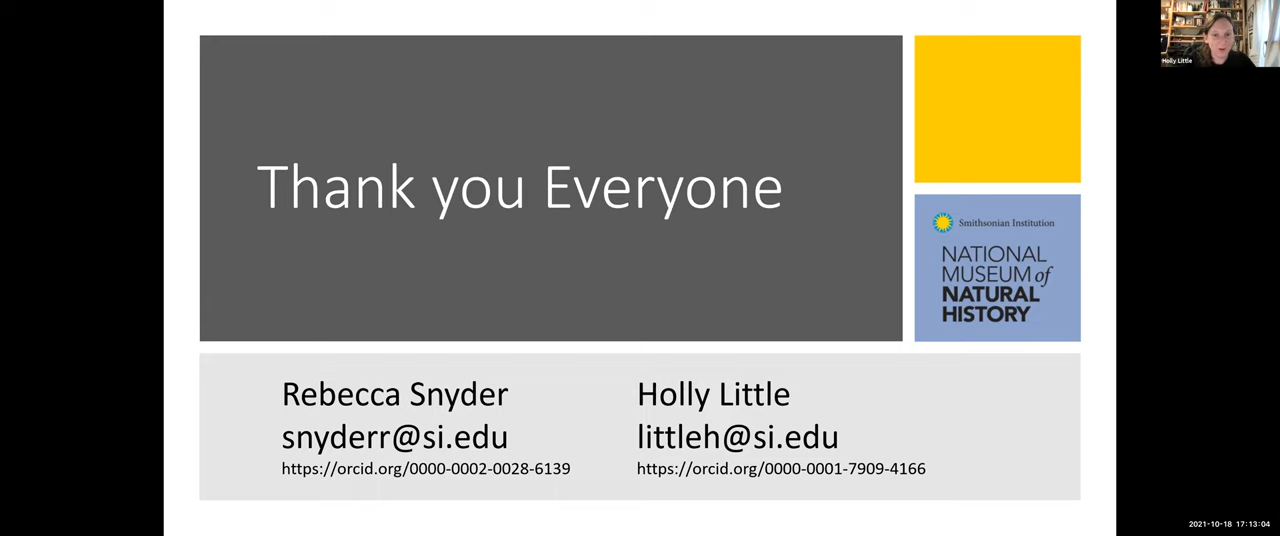 Thank you Everyone
Smithsonian Institution
NATIONAL
MUSEUM of
NATURAL
HISTORY
Rebecca Snyder
snyderr@si.edu
https://orcid.org/0000-0002-0028-6139
Holly Little
littleh@si.edu
https://orcid.org/0000-0001-7909-4166
Holly Little
2021-10-18 17:13:04